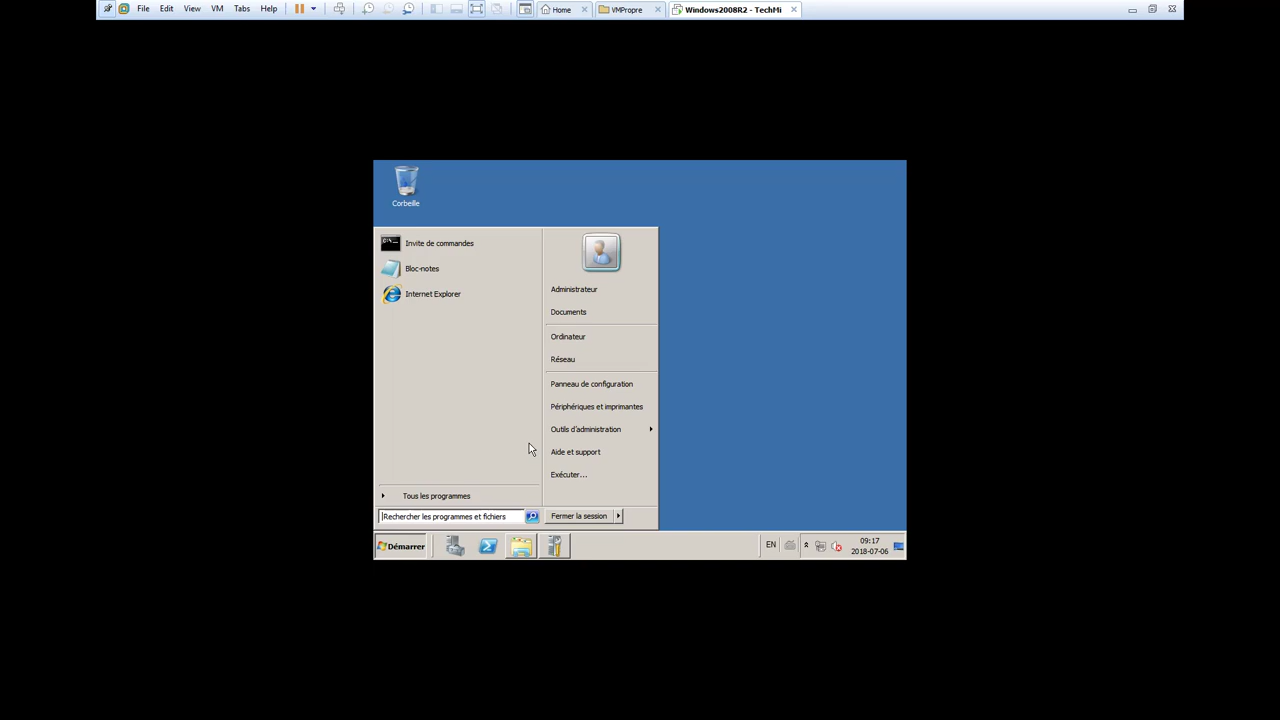 File Edit View VM Tabs Help Home VMPropre Windows2008R2 - TechMi
Corbeille
Invite de commandes
Bloc-notes
Internet Explorer
Tous les programmes
Rechercher les programmes et fichiers
Administrateur
Documents
Ordinateur
Réseau
Panneau de configuration
Périphériques et imprimantes
Outils d'administration
Aide et support
Exécuter...
Fermer la session
Démarrer
EN
09:17
2018-07-06